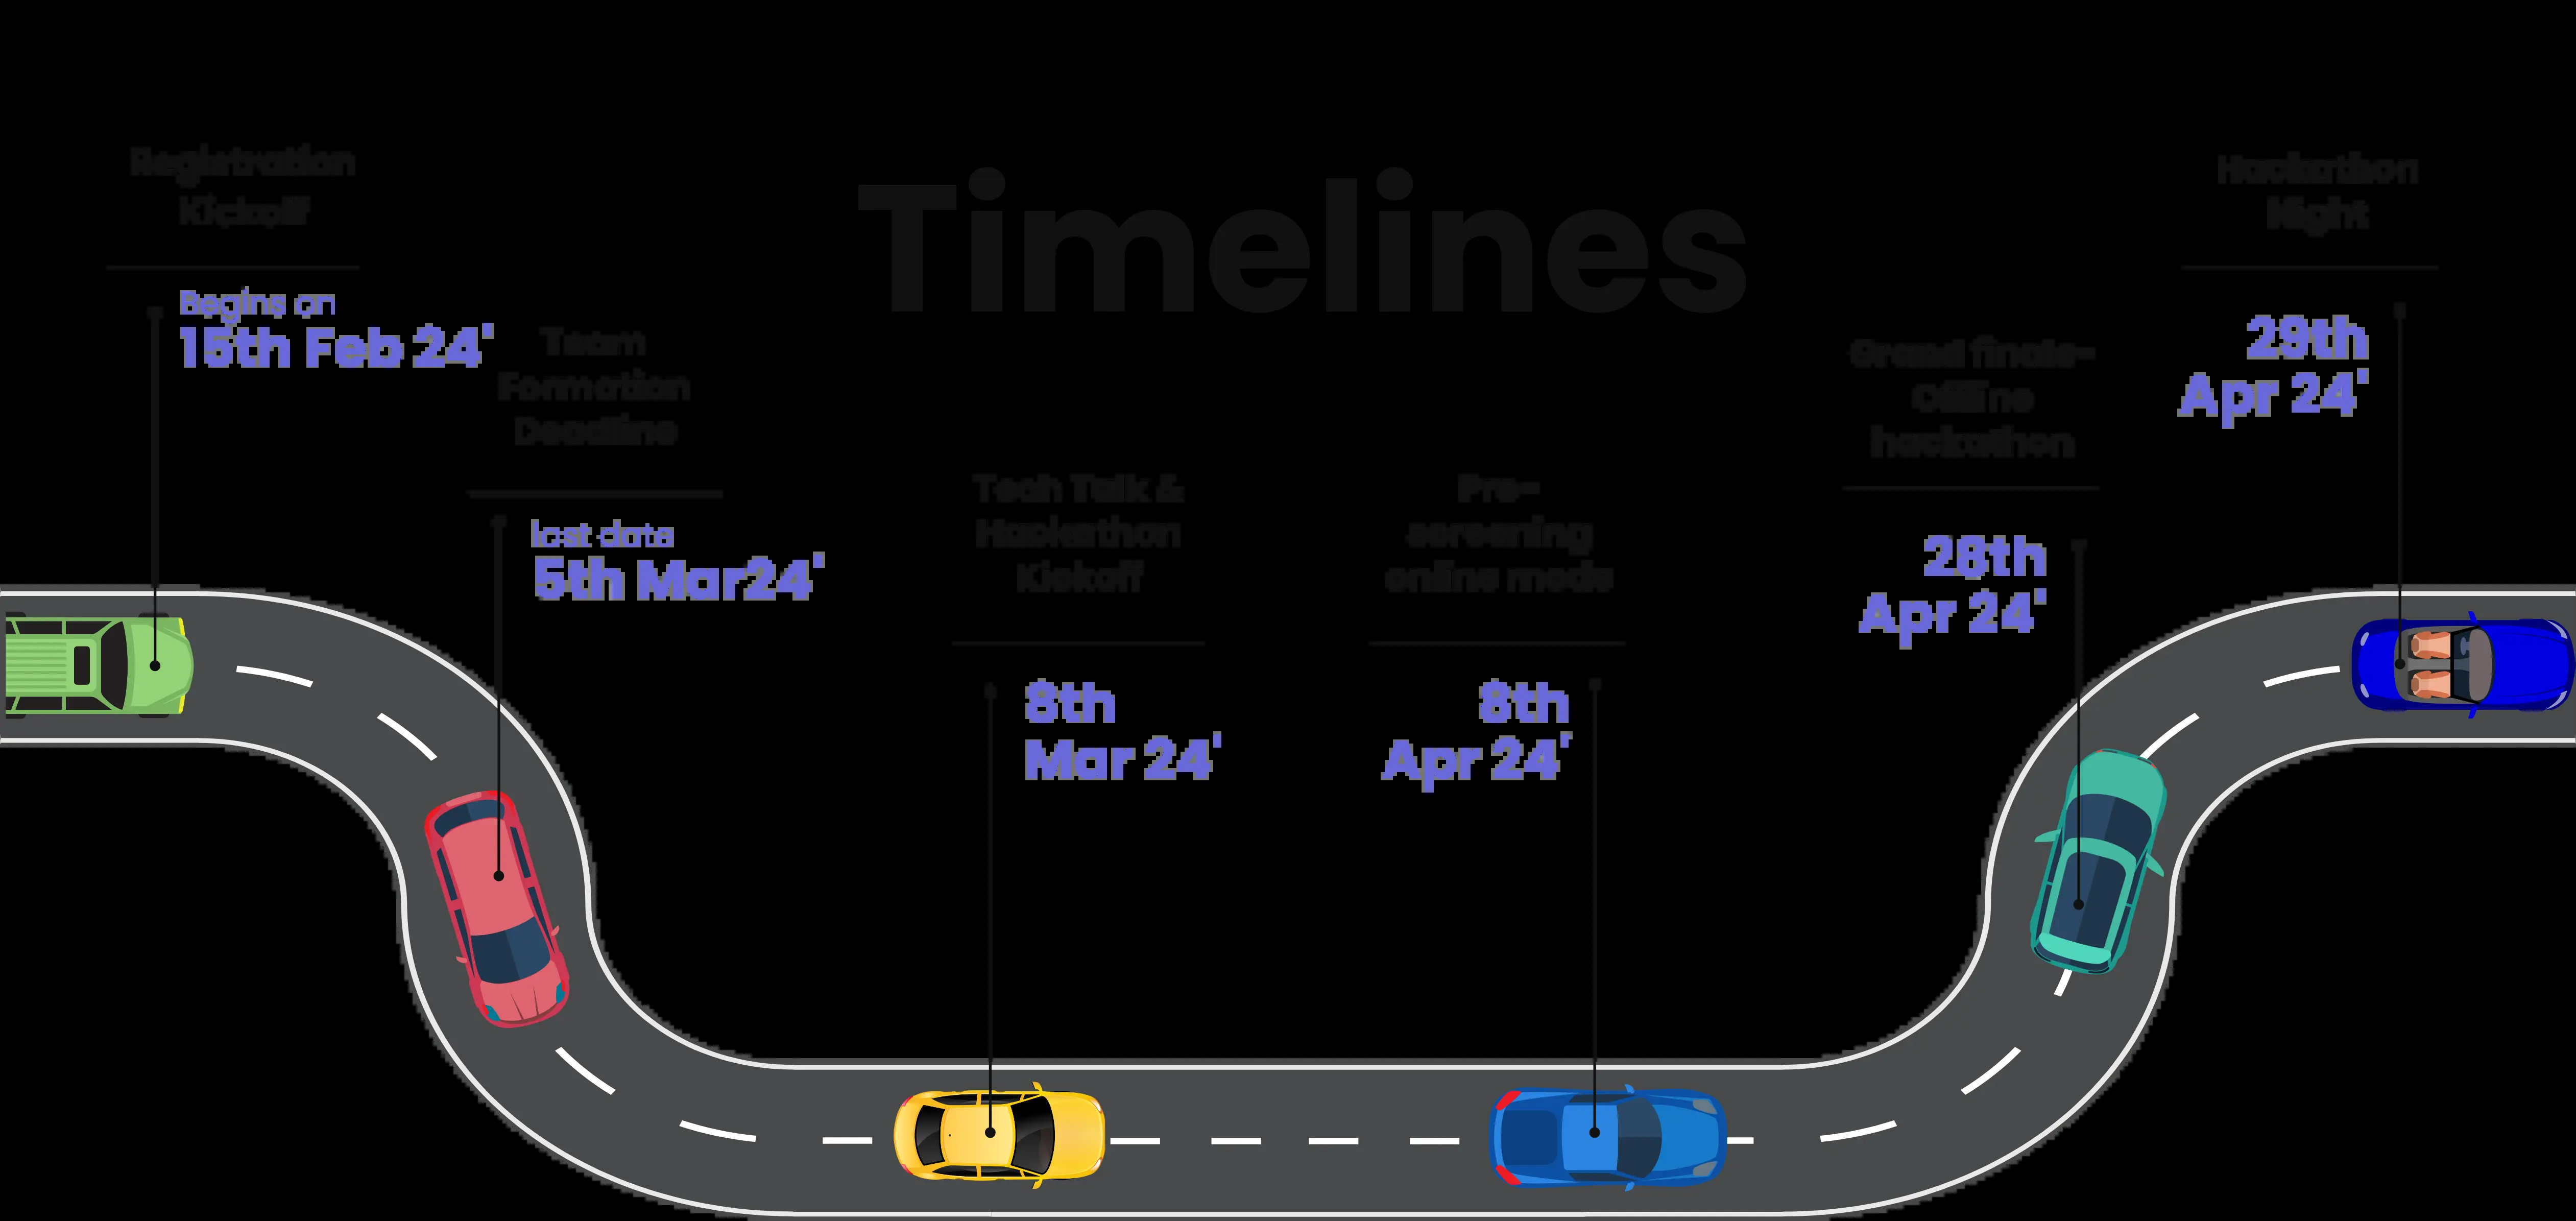 Timelines
Registration
Kickoff
Begins on
15th Feb 24'
Team
Formation
Deadline
last date
5th Mar24'
Tech Talk &
Hackathon
Kickoff
8th
Mar 24'
Pre-
screening
online mode
8th
Apr 24'
Grand finale-
Offline
hackathon
28th
Apr 24'
Hackathon
Night
29th
Apr 24'